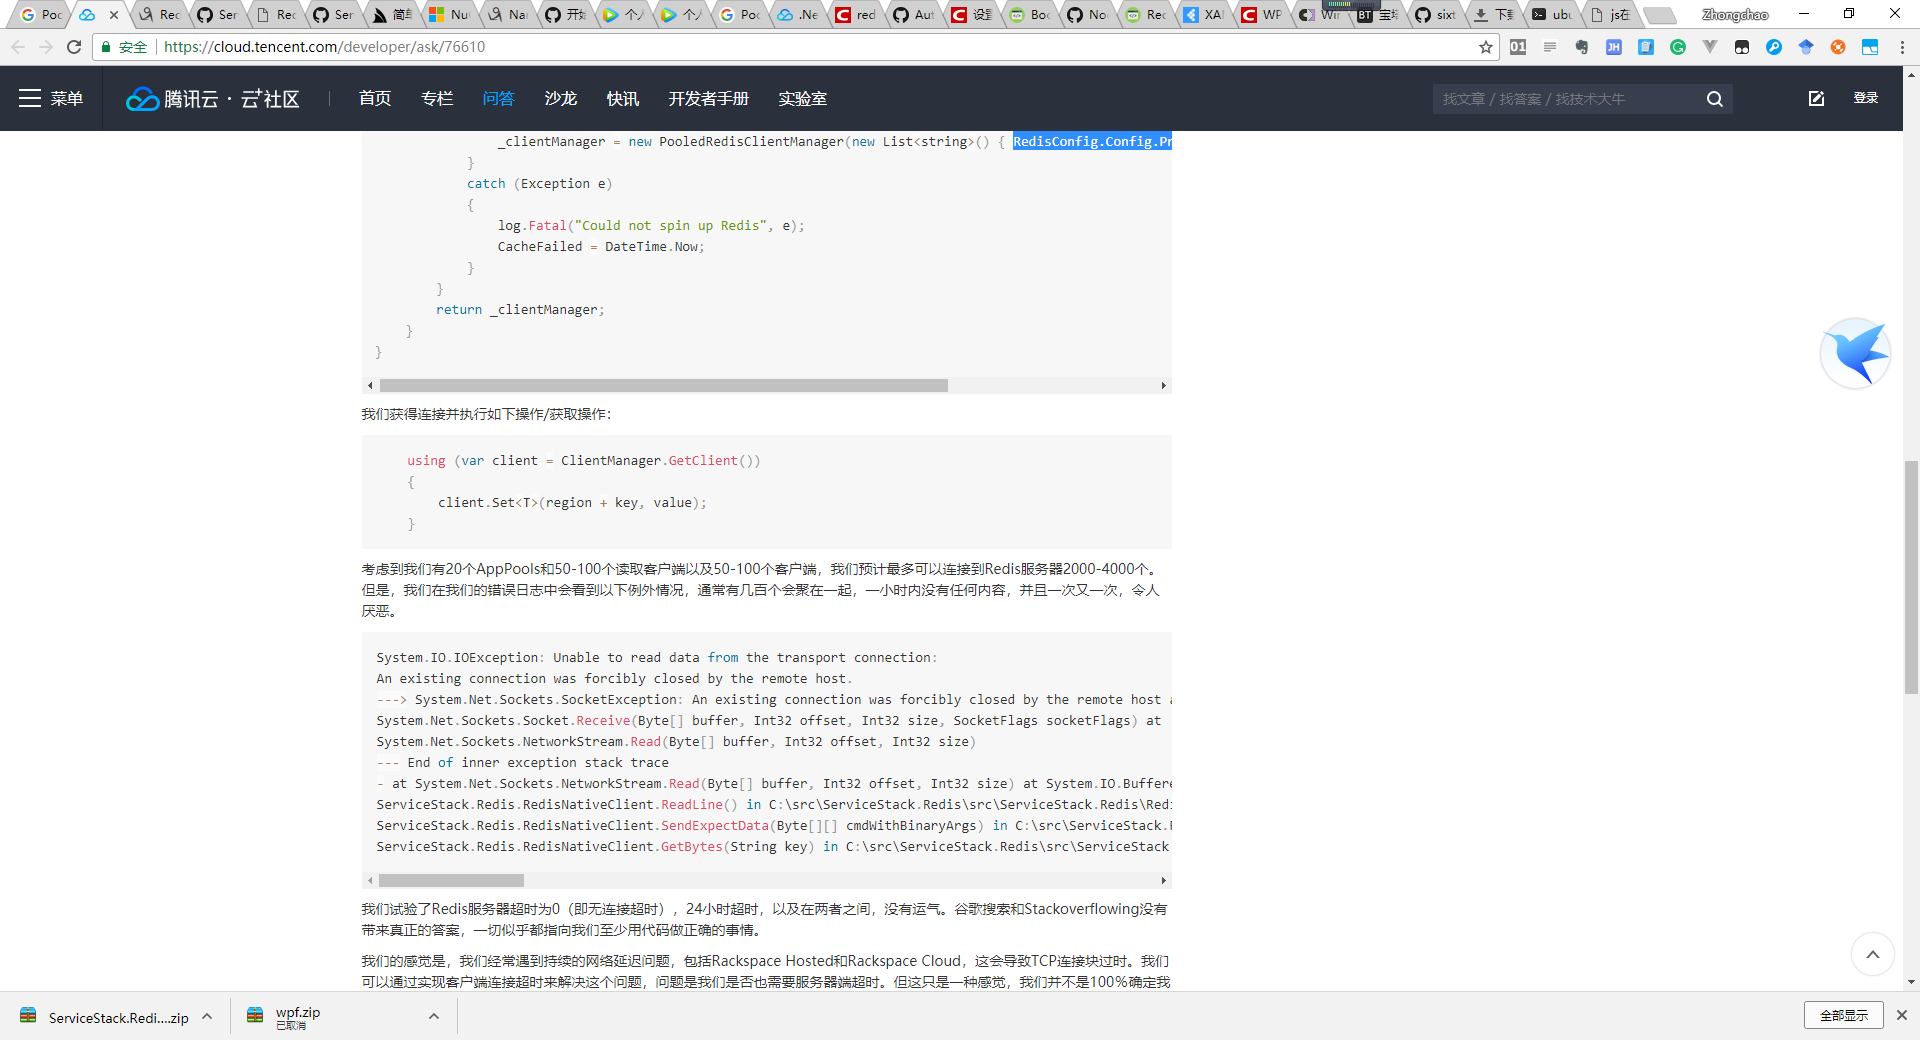 Poc
Rec
Ser
Rec
Ser
简单
Nu
Nar
开始
个人
个人
Poc
.Ne
red
Aut
设置
Boo
No
Rec
XAI
WP
Wir
宝塔
sixt
下载
ubu
js在
Zhongchao
安全 https://cloud.tencent.com/developer/ask/76610
01
JH
菜单 腾讯云 · 云+社区 首页 专栏 问答 沙龙 快讯 开发者手册 实验室 找文章 / 找答案 / 找技术大牛 登录
_clientManager = new PooledRedisClientManager(new List<string>() { RedisConfig.Config.Pr
}
catch (Exception e)
{
log.Fatal("Could not spin up Redis", e);
CacheFailed = DateTime.Now;
}
}
return _clientManager;
}
}
我们获得连接并执行如下操作/获取操作：
using (var client = ClientManager.GetClient())
{
client.Set<T>(region + key, value);
}
考虑到我们有20个AppPools和50-100个读取客户端以及50-100个客户端，我们预计最多可以连接到Redis服务器2000-4000个。
但是，我们在我们的错误日志中会看到以下例外情况，通常有几百个会聚在一起，一小时内没有任何内容，并且一次又一次，令人
厌恶。
System.IO.IOException: Unable to read data from the transport connection:
An existing connection was forcibly closed by the remote host.
---> System.Net.Sockets.SocketException: An existing connection was forcibly closed by the remote host a
System.Net.Sockets.Socket.Receive(Byte[] buffer, Int32 offset, Int32 size, SocketFlags socketFlags) at
System.Net.Sockets.NetworkStream.Read(Byte[] buffer, Int32 offset, Int32 size)
--- End of inner exception stack trace
- at System.Net.Sockets.NetworkStream.Read(Byte[] buffer, Int32 offset, Int32 size) at System.IO.Buffere
ServiceStack.Redis.RedisNativeClient.ReadLine() in C:\src\ServiceStack.Redis\src\ServiceStack.Redis\Redi
ServiceStack.Redis.RedisNativeClient.SendExpectData(Byte[][] cmdWithBinaryArgs) in C:\src\ServiceStack.R
ServiceStack.Redis.RedisNativeClient.GetBytes(String key) in C:\src\ServiceStack.Redis\src\ServiceStack
我们试验了Redis服务器超时为0（即无连接超时），24小时超时，以及在两者之间，没有运气。谷歌搜索和Stackoverflowing没有
带来真正的答案，一切似乎都指向我们至少用代码做正确的事情。
我们的感觉是，我们经常遇到持续的网络延迟问题，包括Rackspace Hosted和Rackspace Cloud，这会导致TCP连接块过时。我们
可以通过实现客户端连接超时来解决这个问题，问题是我们是否也需要服务器端超时。但这只是一种感觉，我们并不是100%确定我
ServiceStack.Redi....zip
wpf.zip
已取消
全部显示